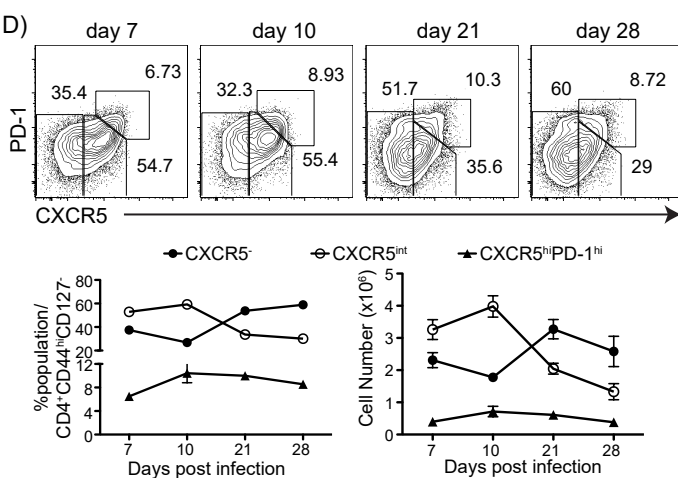 D)
day 7 day 10 day 21 day 28
6.73 8.93 10.3 8.72
35.4 32.3 51.7 60
54.7 55.4 35.6 29
PD-1
CXCR5
CXCR5⁻ CXCR5ⁱⁿᵗ CXCR5ʰⁱPD-1ʰⁱ
%population/
CD4⁺CD44ʰⁱCD127⁻
80
60
40
20
12
8
4
0
7 10 21 28
Days post infection
Cell Number (x10⁶)
5
4
3
2
1
0
7 10 21 28
Days post infection